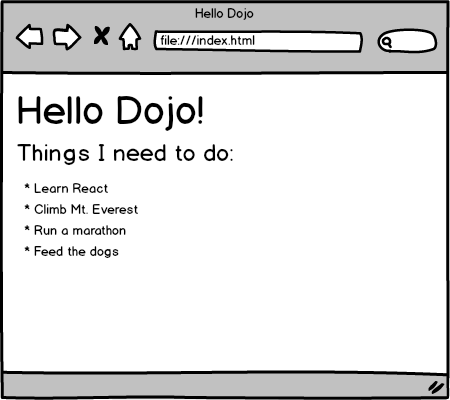 Hello Dojo
file:///index.html
Hello Dojo!
Things I need to do:
* Learn React
* Climb Mt. Everest
* Run a marathon
* Feed the dogs